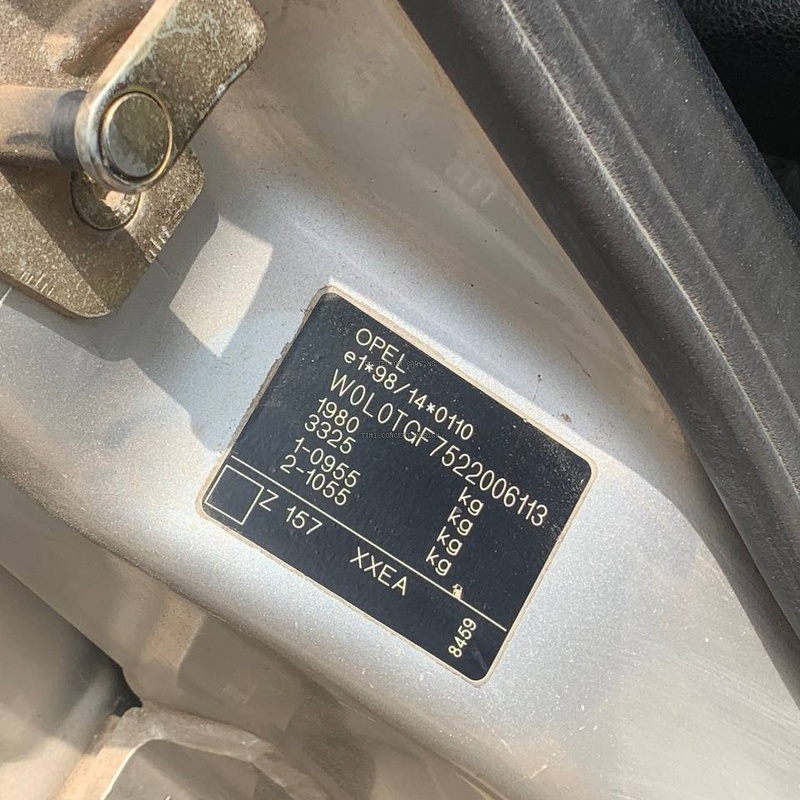 OPEL
e1*98/14*0110
W0L0TGF7522006113
1980 kg
3325 kg
1-0955 kg
2-1055 kg
Z 157 XXEA
8459